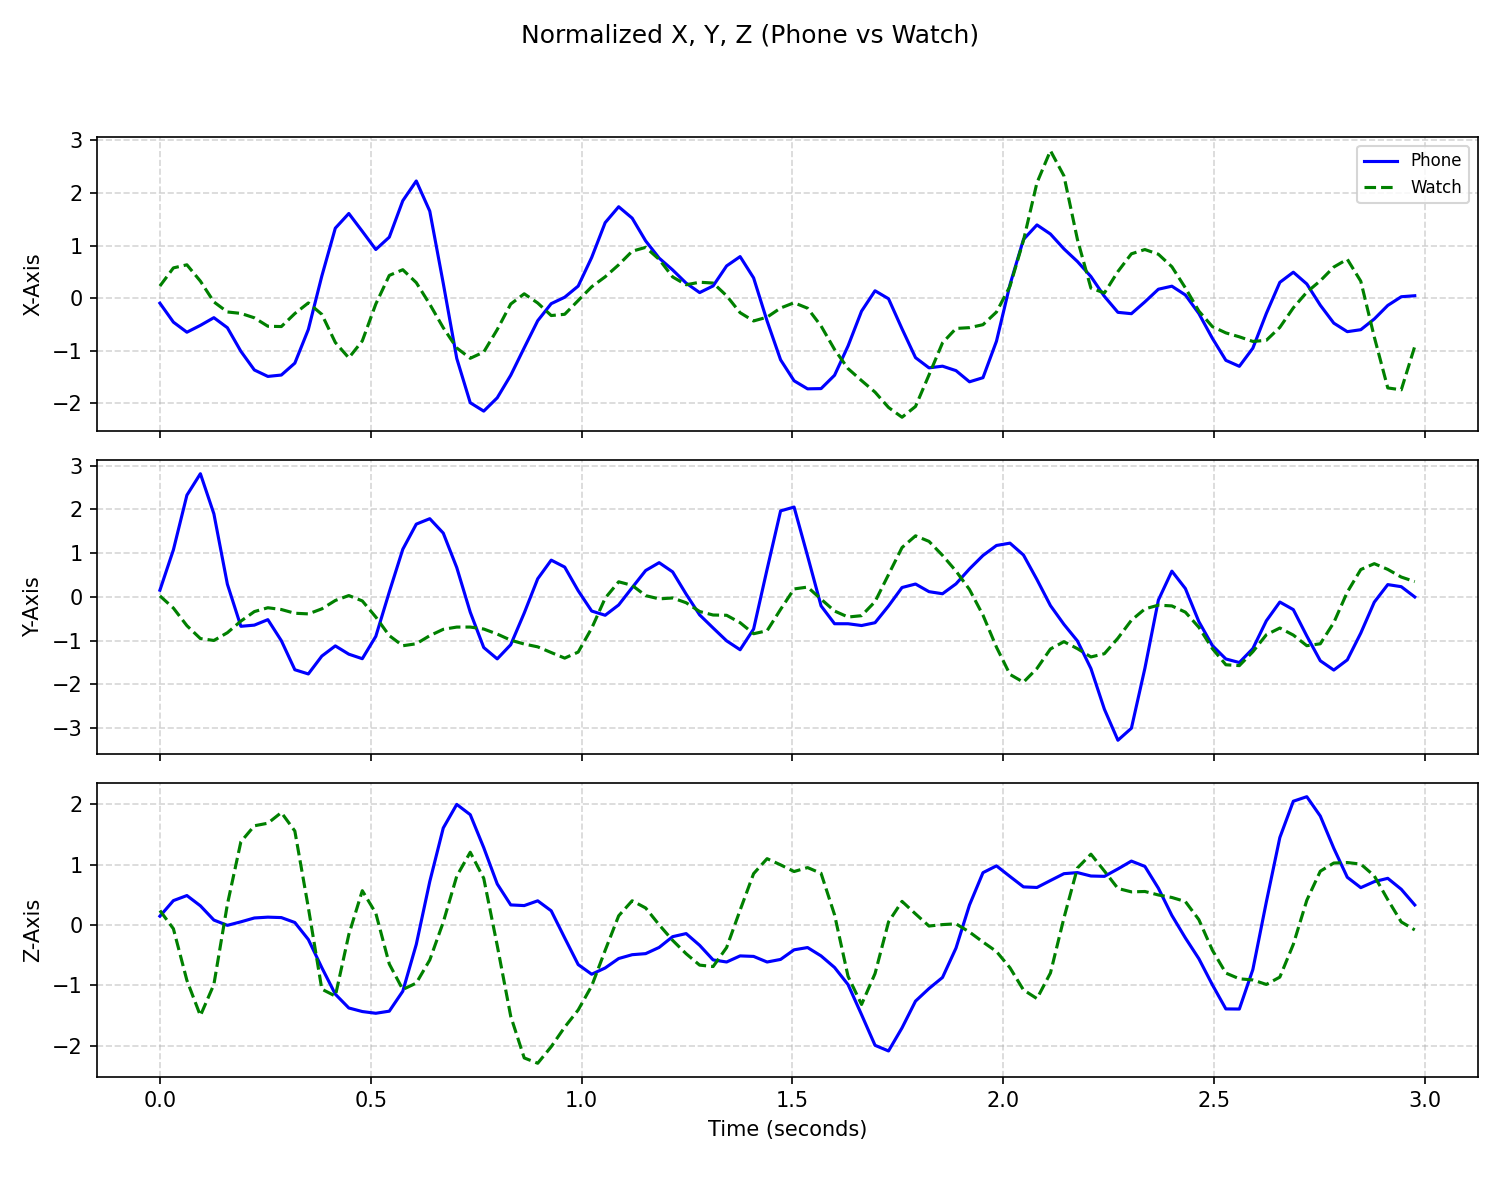 Normalized X, Y, Z (Phone vs Watch)
3
2
1
0
−1
−2
X-Axis
Phone
Watch
3
2
1
0
−1
−2
−3
Y-Axis
2
1
0
−1
−2
Z-Axis
0.0 0.5 1.0 1.5 2.0 2.5 3.0
Time (seconds)